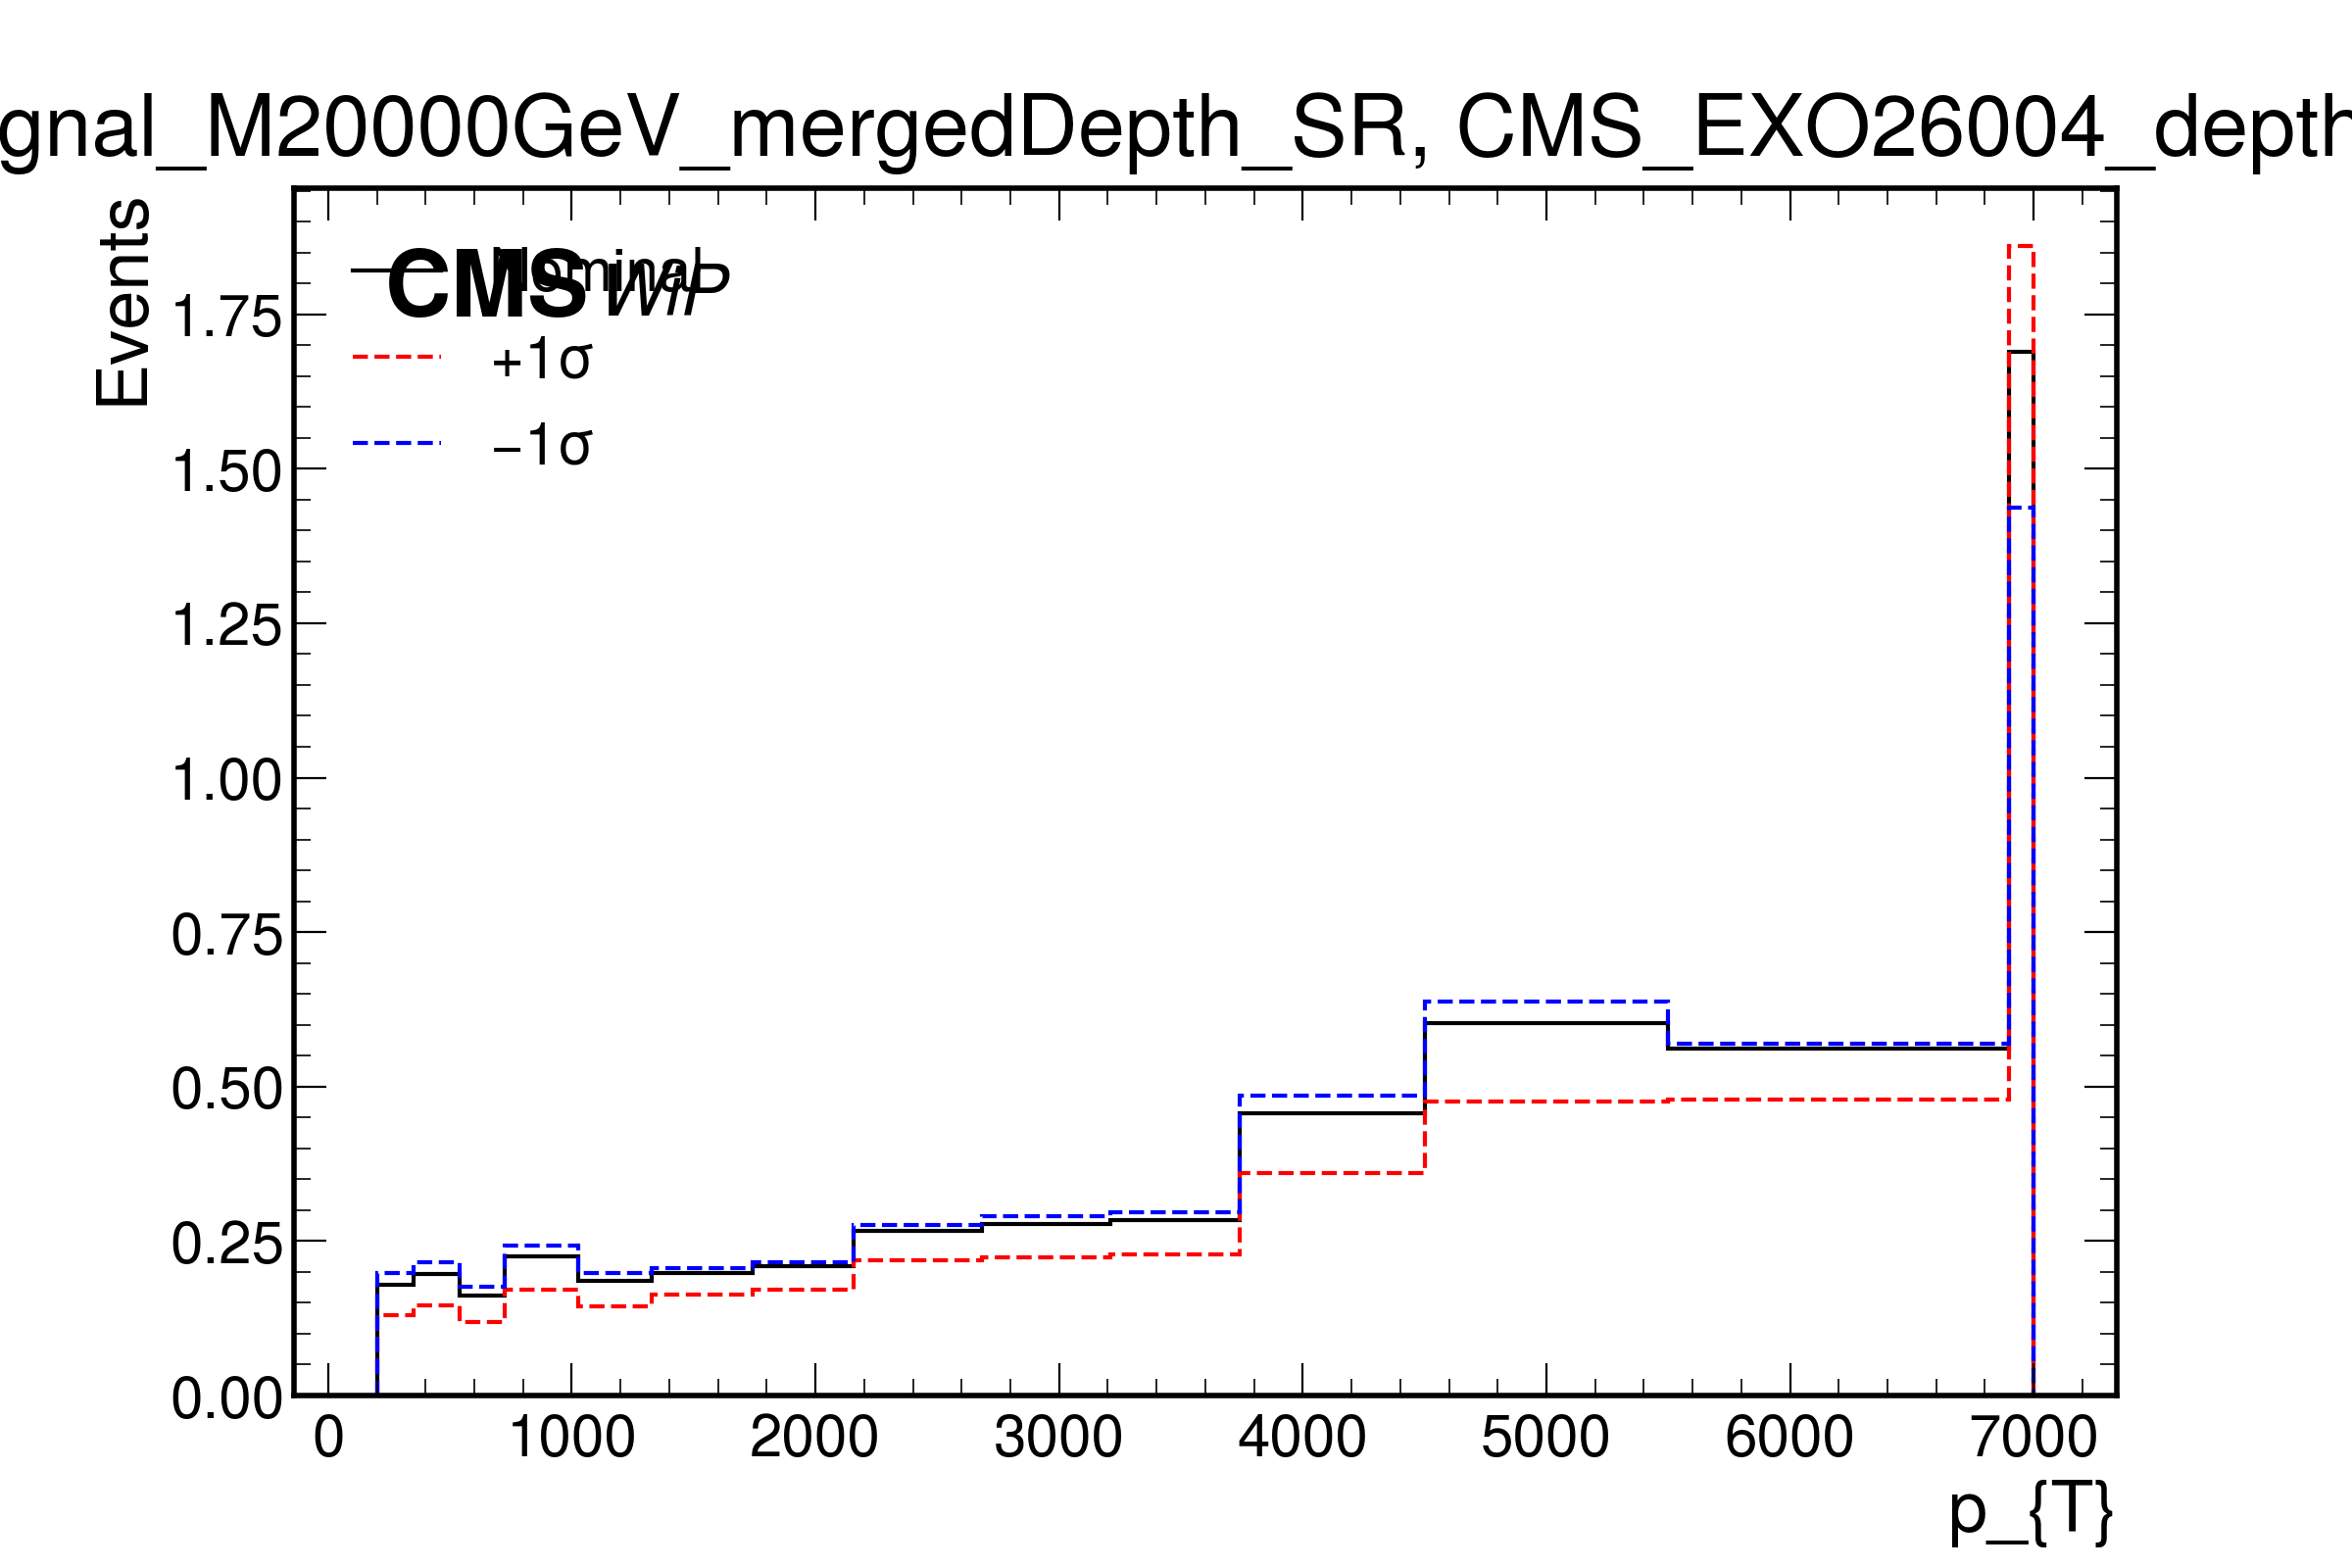 gnal_M20000GeV_mergedDepth_SR, CMS_EXO26004_depth
Events
CMS WiP
Nominal
+1σ
−1σ
1.75
1.50
1.25
1.00
0.75
0.50
0.25
0.00
0 1000 2000 3000 4000 5000 6000 7000
p_{T}